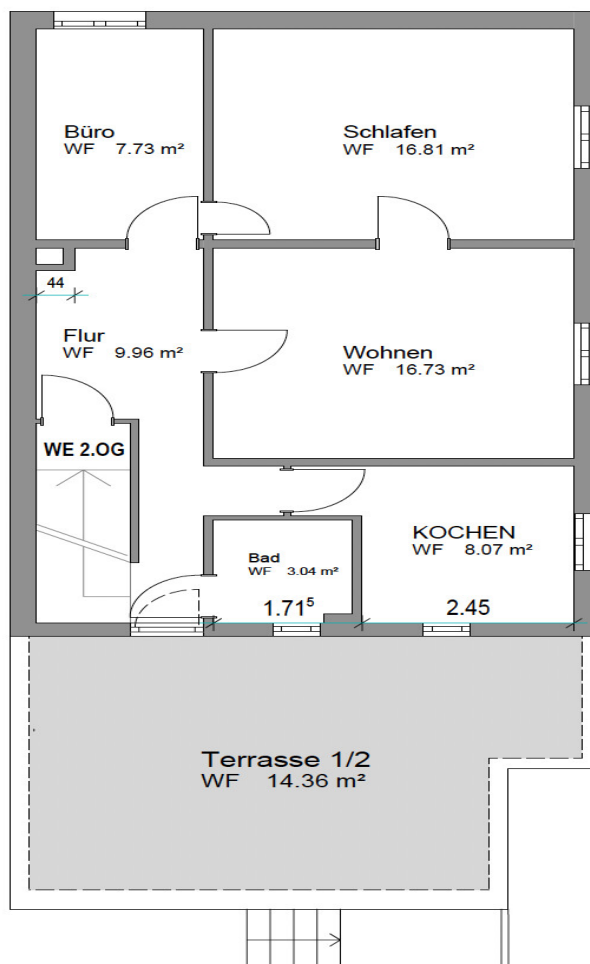 Büro
WF 7.73 m²
Schlafen
WF 16.81 m²
44
Flur
WF 9.96 m²
Wohnen
WF 16.73 m²
WE 2.OG
KOCHEN
WF 8.07 m²
Bad
WF 3.04 m²
1.71⁵
2.45
Terrasse 1/2
WF 14.36 m²